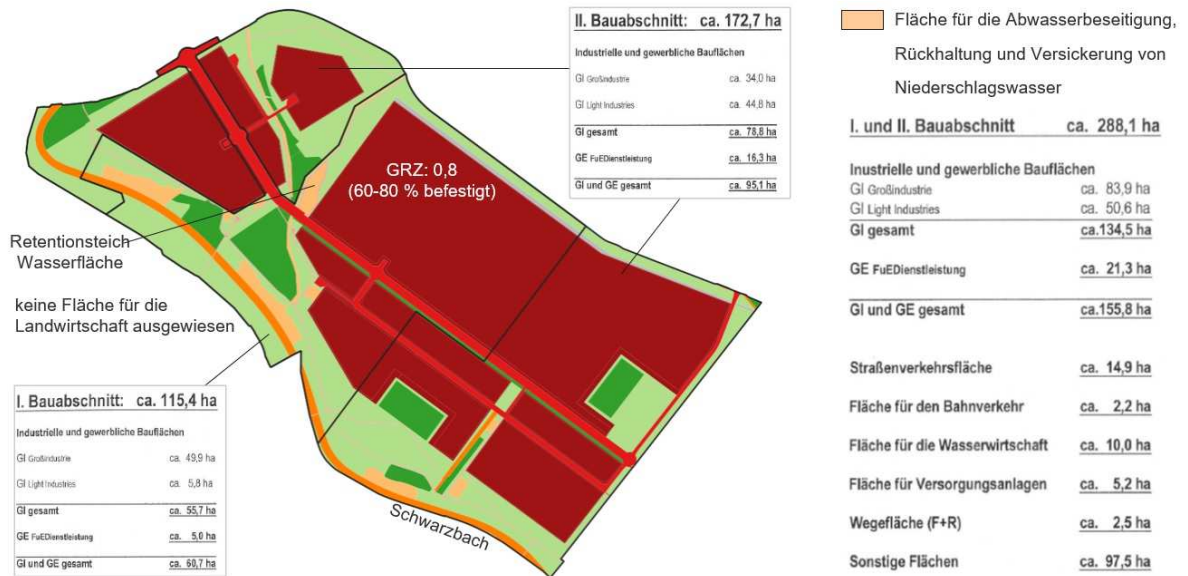 II. Bauabschnitt: ca. 172,7 ha
Industrielle und gewerbliche Bauflächen
GI Großindustrie ca. 34,0 ha
GI Light Industries ca. 44,8 ha
GI gesamt ca. 78,8 ha
GE FuEDienstleistung ca. 16,3 ha
GI und GE gesamt ca. 95,1 ha
GRZ: 0,8
(60-80 % befestigt)
Retentionsteich
Wasserfläche
keine Fläche für die
Landwirtschaft ausgewiesen
I. Bauabschnitt: ca. 115,4 ha
Industrielle und gewerbliche Bauflächen
GI Großindustrie ca. 49,9 ha
GI Light Industries ca. 5,8 ha
GI gesamt ca. 55,7 ha
GE FuEDienstleistung ca. 5,0 ha
GI und GE gesamt ca. 60,7 ha
Schwarzbach
Fläche für die Abwasserbeseitigung,
Rückhaltung und Versickerung von
Niederschlagswasser
I. und II. Bauabschnitt ca. 288,1 ha
Inustrielle und gewerbliche Bauflächen
GI Großindustrie ca. 83,9 ha
GI Light Industries ca. 50,6 ha
GI gesamt ca.134,5 ha
GE FuEDienstleistung ca. 21,3 ha
GI und GE gesamt ca.155,8 ha
Straßenverkehrsfläche ca. 14,9 ha
Fläche für den Bahnverkehr ca. 2,2 ha
Fläche für die Wasserwirtschaft ca. 10,0 ha
Fläche für Versorgungsanlagen ca. 5,2 ha
Wegefläche (F+R) ca. 2,5 ha
Sonstige Flächen ca. 97,5 ha